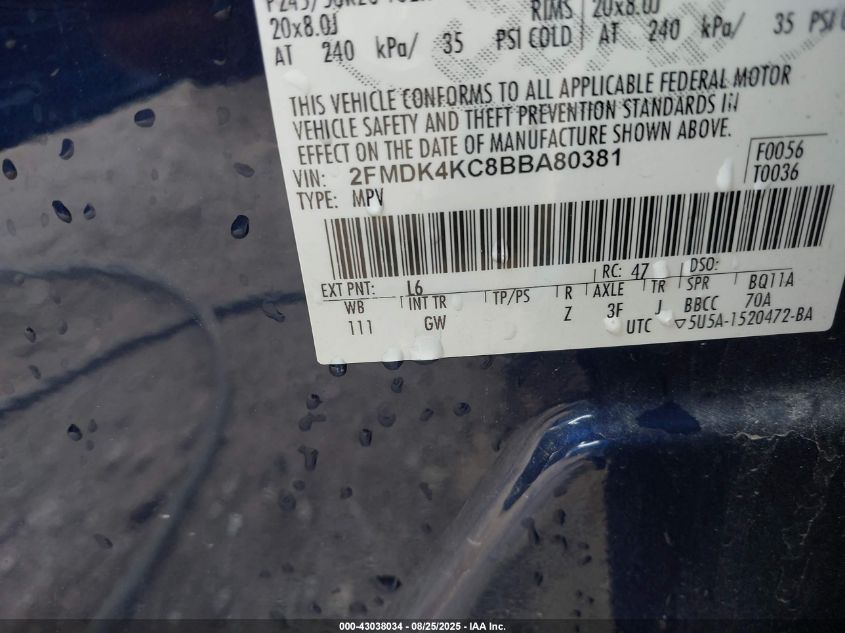 RIMS
20x8.0J 20x8.0J
AT 240 kPa/ 35 PSI COLD AT 240 kPa/ 35 PSI
THIS VEHICLE CONFORMS TO ALL APPLICABLE FEDERAL MOTOR
VEHICLE SAFETY AND THEFT PREVENTION STANDARDS IN
EFFECT ON THE DATE OF MANUFACTURE SHOWN ABOVE.
VIN: 2FMDK4KC8BBA80381
F0056
TYPE: MPV
T0036
EXT PNT: L6 RC: 47 DSO:
WB INT TR TP/PS R AXLE TR SPR BQ11A
111 GW Z 3F J BBCC 70A
UTC ▽5U5A-1520472-BA
000-43038034 - 08/25/2025 - IAA Inc.